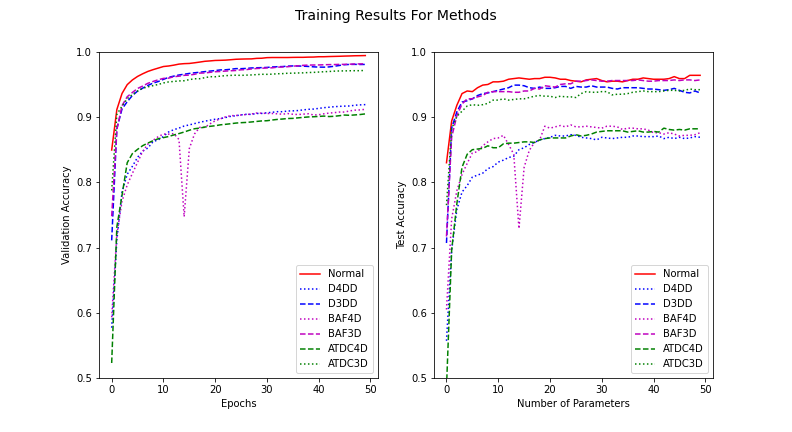 Training Results For Methods
1.0
0.9
0.8
0.7
0.6
0.5
Validation Accuracy
0
10
20
30
40
50
Epochs
Normal
D4DD
D3DD
BAF4D
BAF3D
ATDC4D
ATDC3D
1.0
0.9
0.8
0.7
0.6
0.5
Test Accuracy
0
10
20
30
40
50
Number of Parameters
Normal
D4DD
D3DD
BAF4D
BAF3D
ATDC4D
ATDC3D